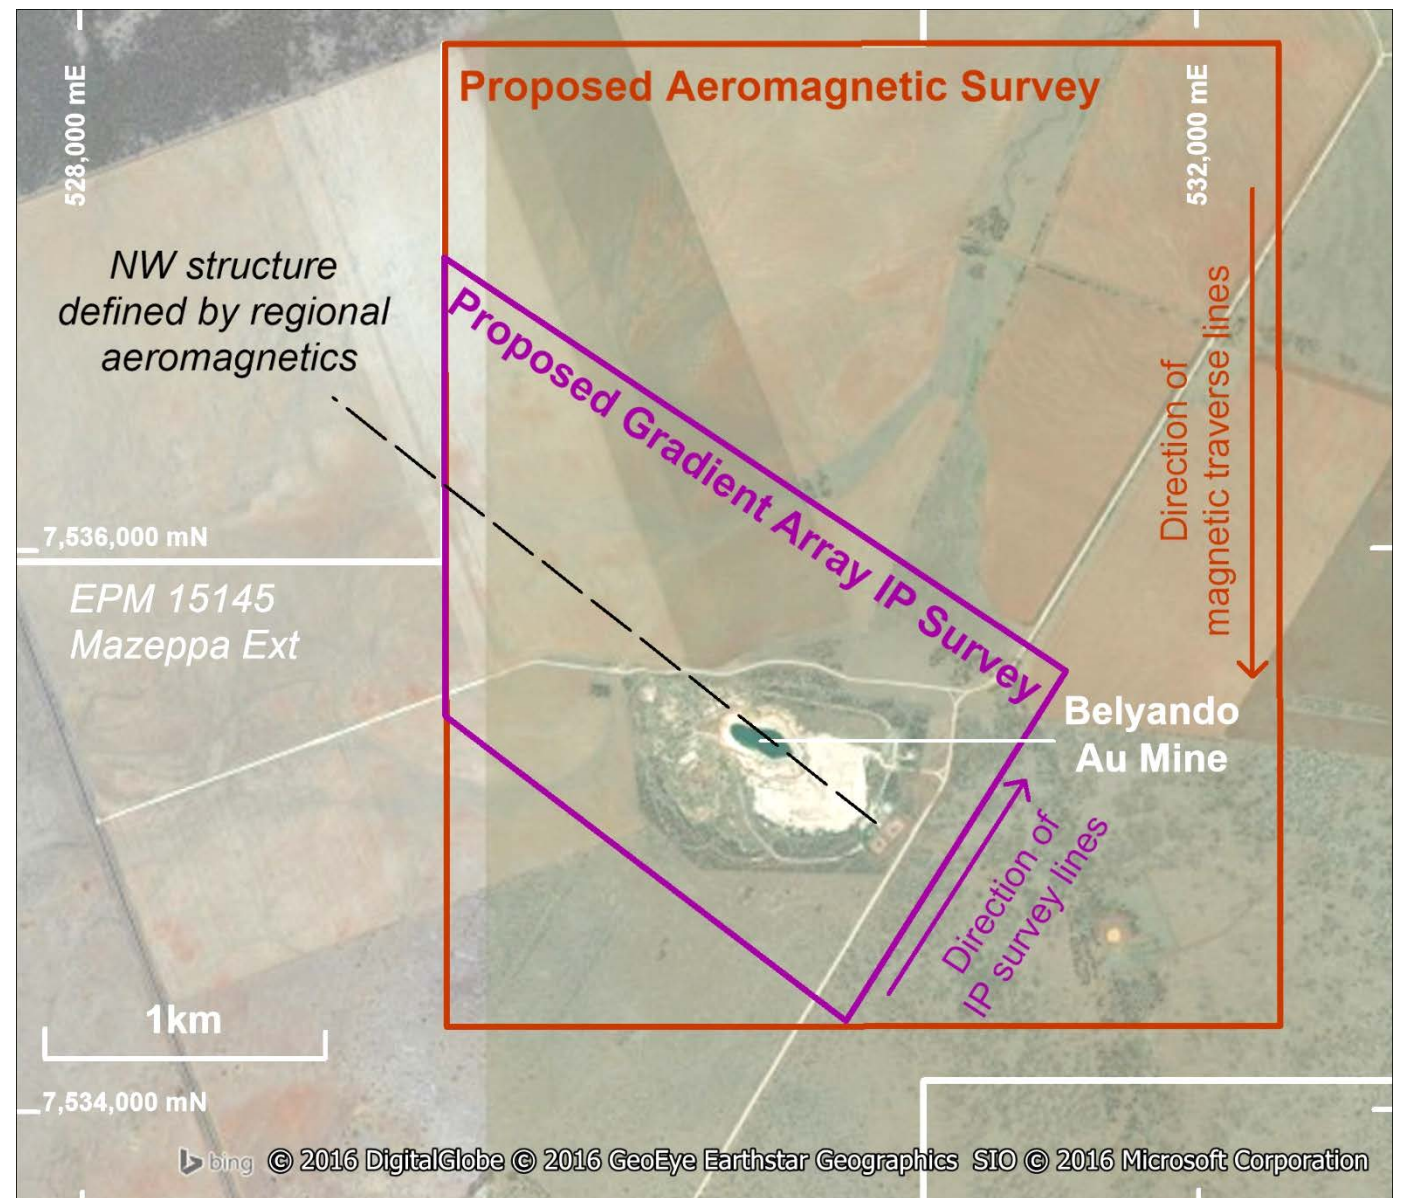 528,000 mE
Proposed Aeromagnetic Survey
532,000 mE
NW structure
defined by regional
aeromagnetics
Proposed Gradient Array IP Survey
Direction of
magnetic traverse lines
7,536,000 mN
EPM 15145
Mazeppa Ext
Belyando
Au Mine
Direction of
IP survey lines
1km
7,534,000 mN
bing © 2016 DigitalGlobe © 2016 GeoEye Earthstar Geographics SIO © 2016 Microsoft Corporation